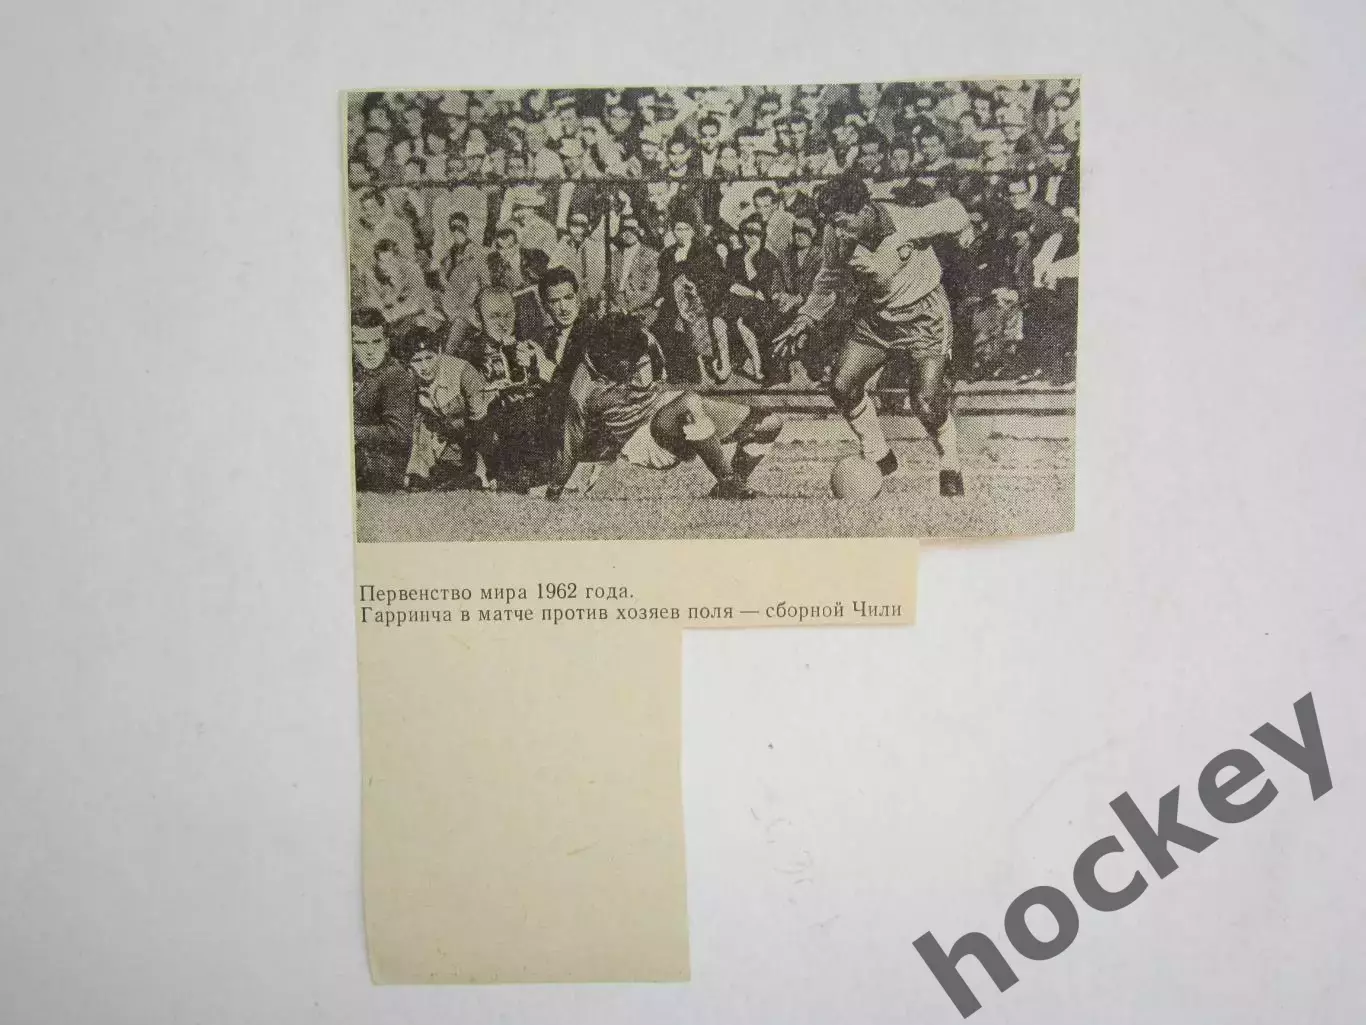 Первенство мира 1962 года.
Гарринча в матче против хозяев поля — сборной Чили
hockey